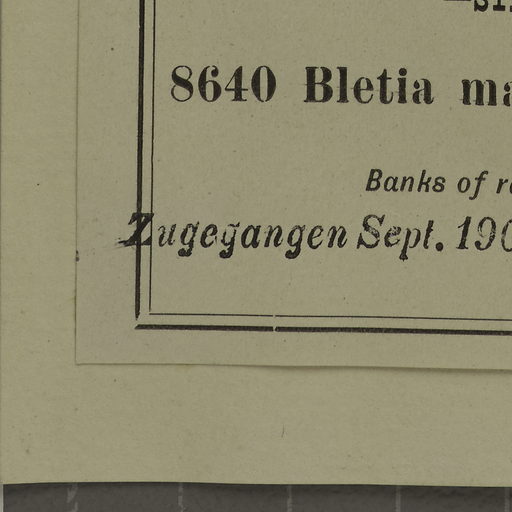 8640 Bletia
Banks of
Zugegangen Sept.